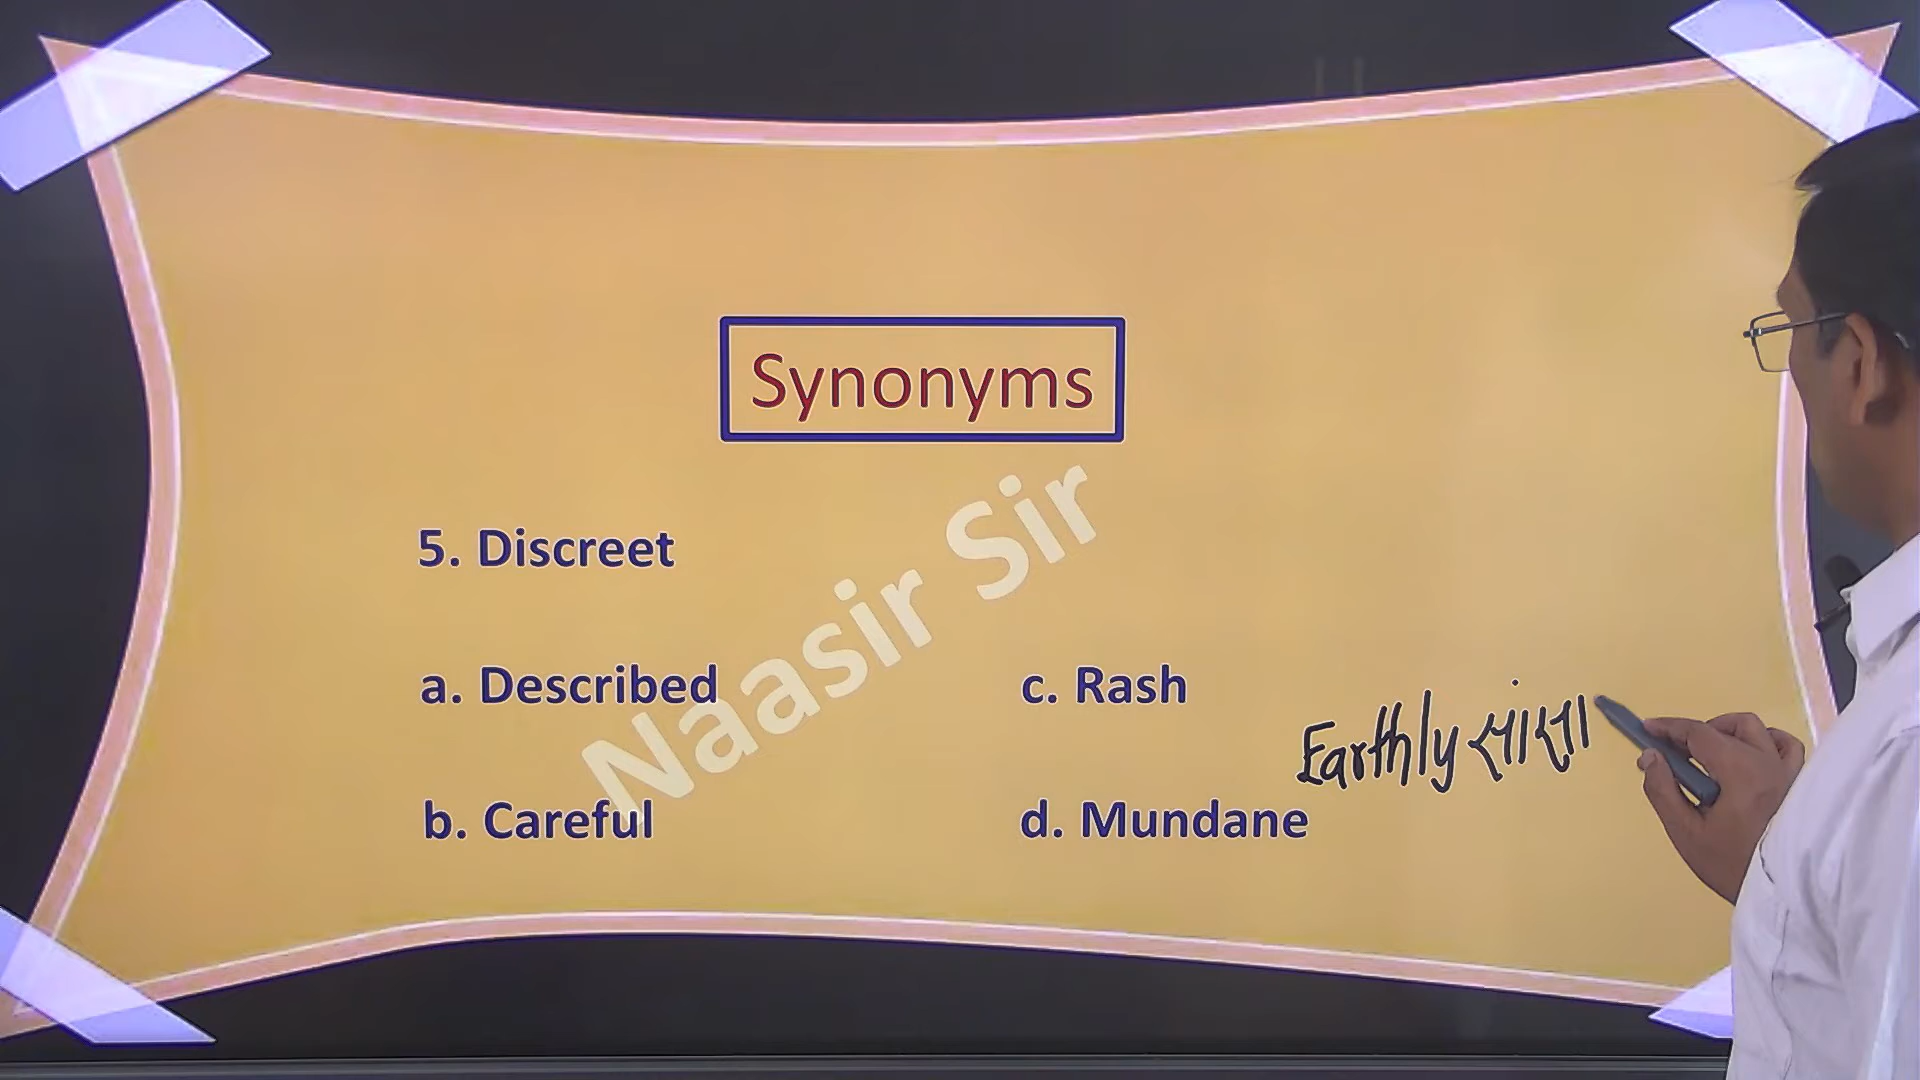 Synonyms
Naasir Sir
5. Discreet
a. Described
c. Rash
Earthly
b. Careful
d. Mundane